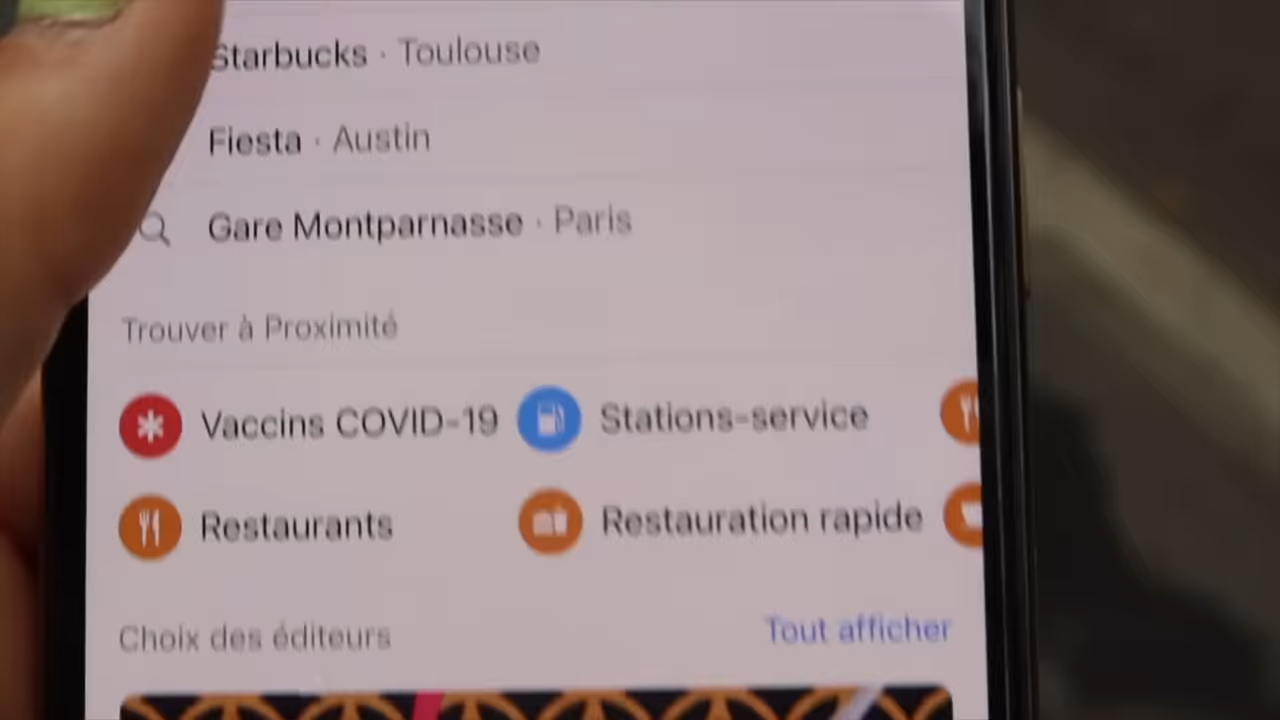 Starbucks · Toulouse
Fiesta · Austin
Gare Montparnasse · Paris
Trouver à Proximité
Vaccins COVID-19 Stations-service
Restaurants Restauration rapide
Choix des éditeurs Tout afficher